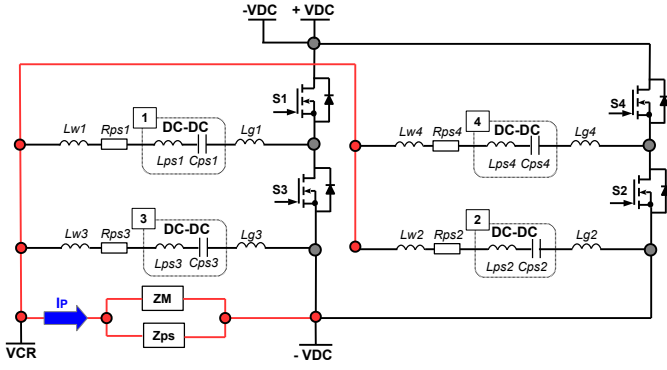 -VDC + VDC
S1
S4
Lw1 Rps1 1 DC-DC Lps1 Cps1 Lg1
Lw4 Rps4 4 DC-DC Lps4 Cps4 Lg4
S3
S2
Lw3 Rps3 3 DC-DC Lps3 Cps3 Lg3
Lw2 Rps2 2 DC-DC Lps2 Cps2 Lg2
IP
ZM
Zps
VCR
- VDC